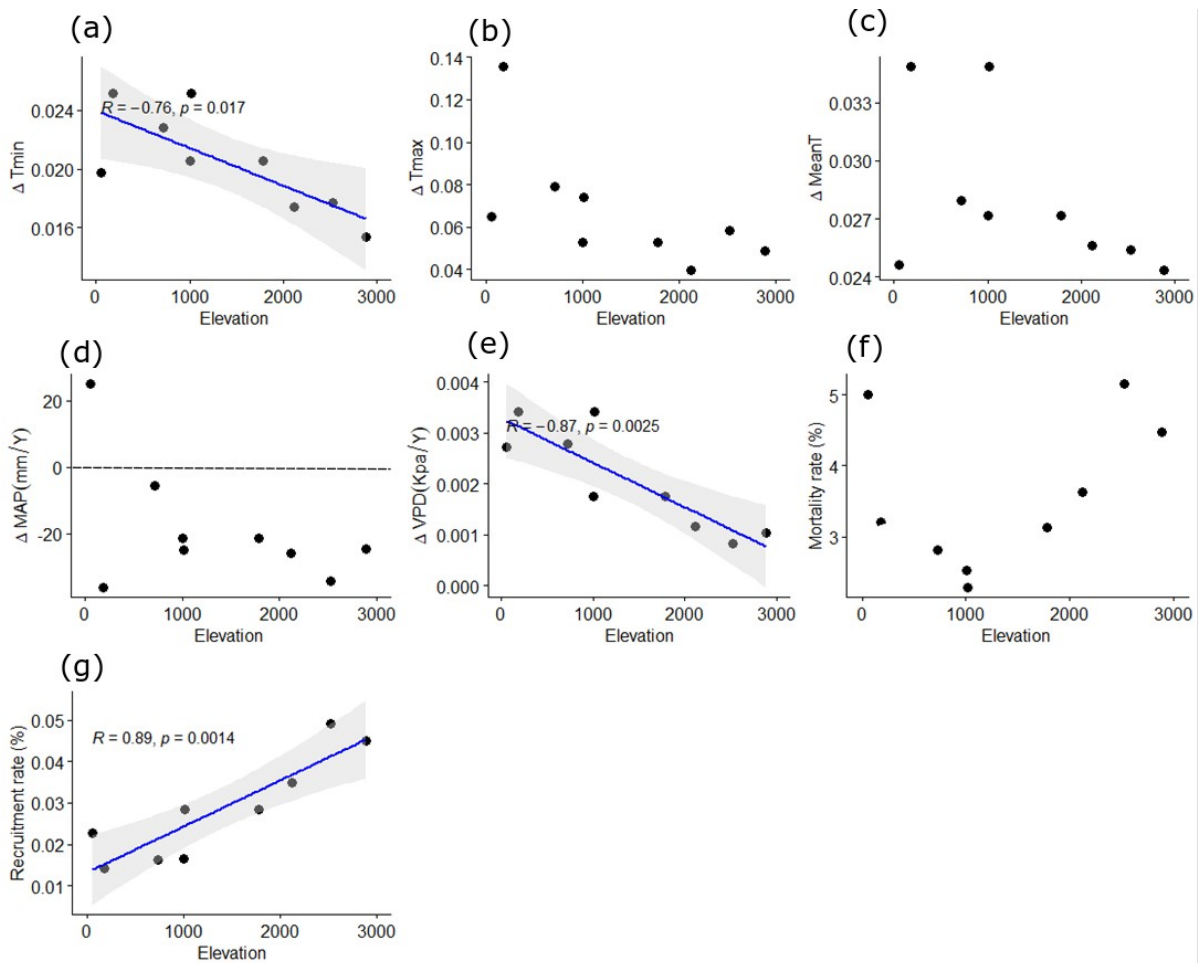 (a)
0.024
0.020
0.016
Δ Tmin
R = −0.76, p = 0.017
0 1000 2000 3000
Elevation
(b)
0.14
0.12
0.10
0.08
0.06
0.04
Δ Tmax
0 1000 2000 3000
Elevation
(c)
0.033
0.030
0.027
0.024
Δ MeanT
0 1000 2000 3000
Elevation
(d)
20
0
-20
Δ MAP(mm/Y)
0 1000 2000 3000
Elevation
(e)
0.004
0.003
0.002
0.001
0.000
Δ VPD(Kpa/Y)
R = −0.87, p = 0.0025
0 1000 2000 3000
Elevation
(f)
5
4
3
Mortality rate (%)
0 1000 2000 3000
Elevation
(g)
0.05
0.04
0.03
0.02
0.01
Recruitment rate (%)
R = 0.89, p = 0.0014
0 1000 2000 3000
Elevation